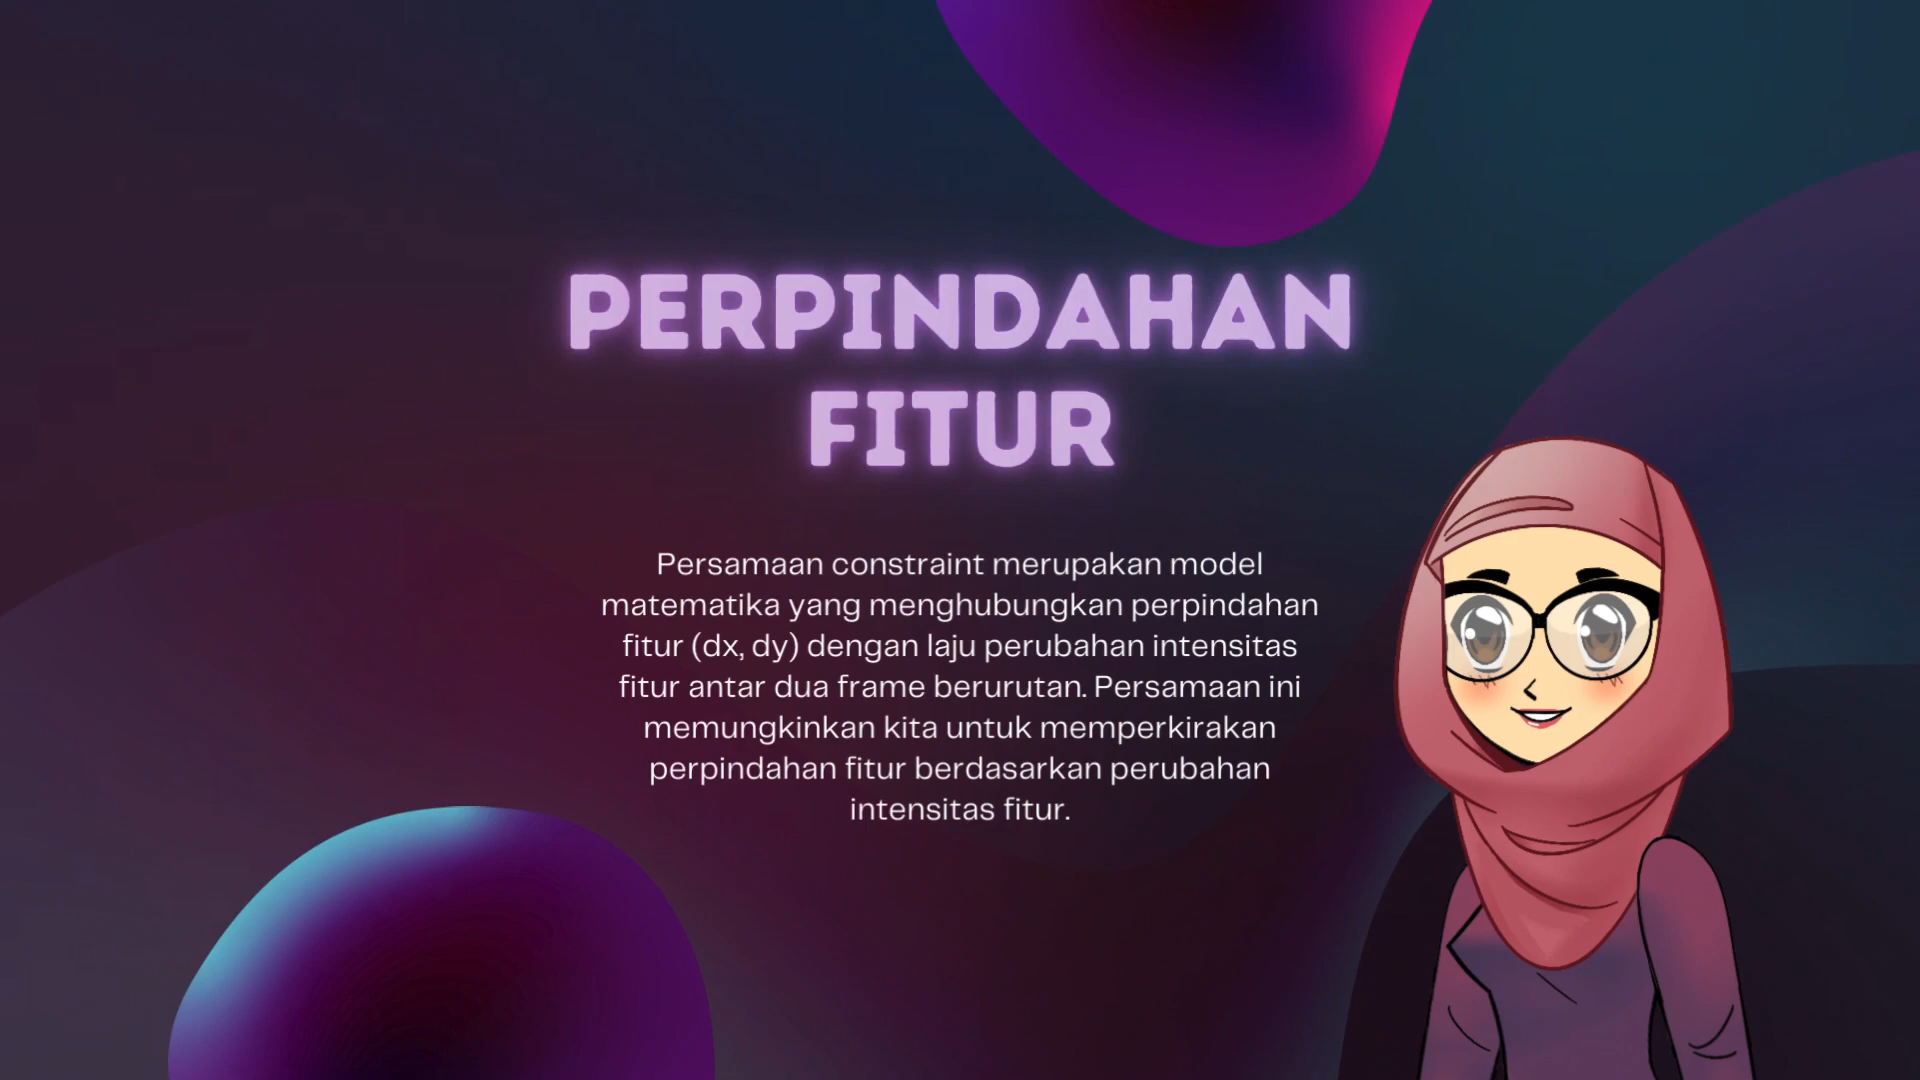 PERPINDAHAN
FITUR
Persamaan constraint merupakan model
matematika yang menghubungkan perpindahan
fitur (dx, dy) dengan laju perubahan intensitas
fitur antar dua frame berurutan. Persamaan ini
memungkinkan kita untuk memperkirakan
perpindahan fitur berdasarkan perubahan
intensitas fitur.